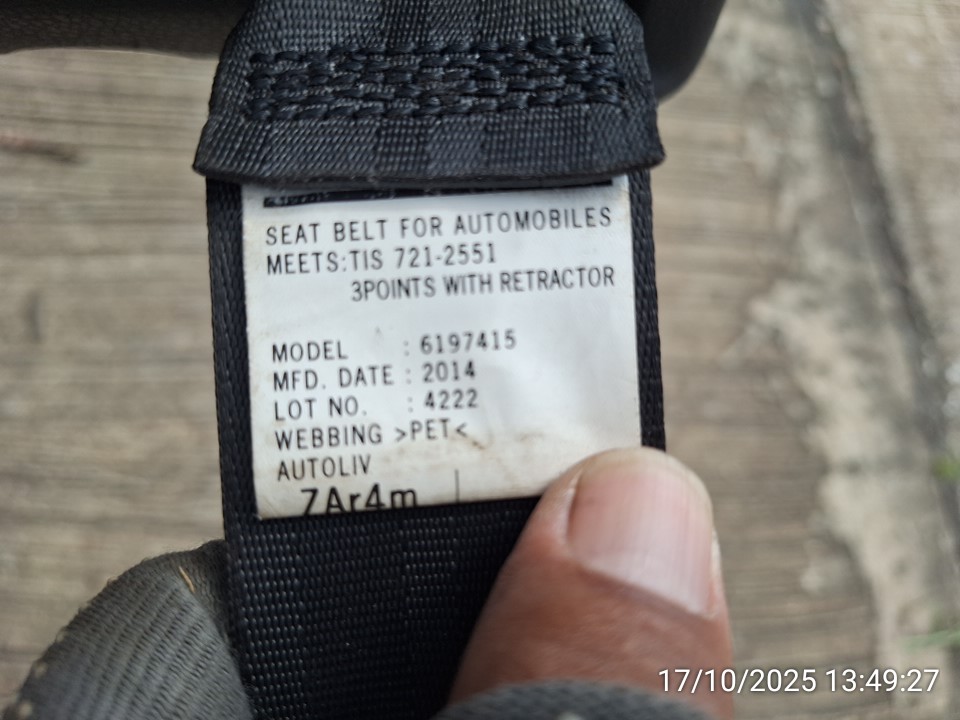 SEAT BELT FOR AUTOMOBILES
MEETS:TIS 721-2551
3POINTS WITH RETRACTOR
MODEL : 6197415
MFD. DATE : 2014
LOT NO. : 4222
WEBBING >PET<
AUTOLIV
7Ar4m
17/10/2025 13:49:27